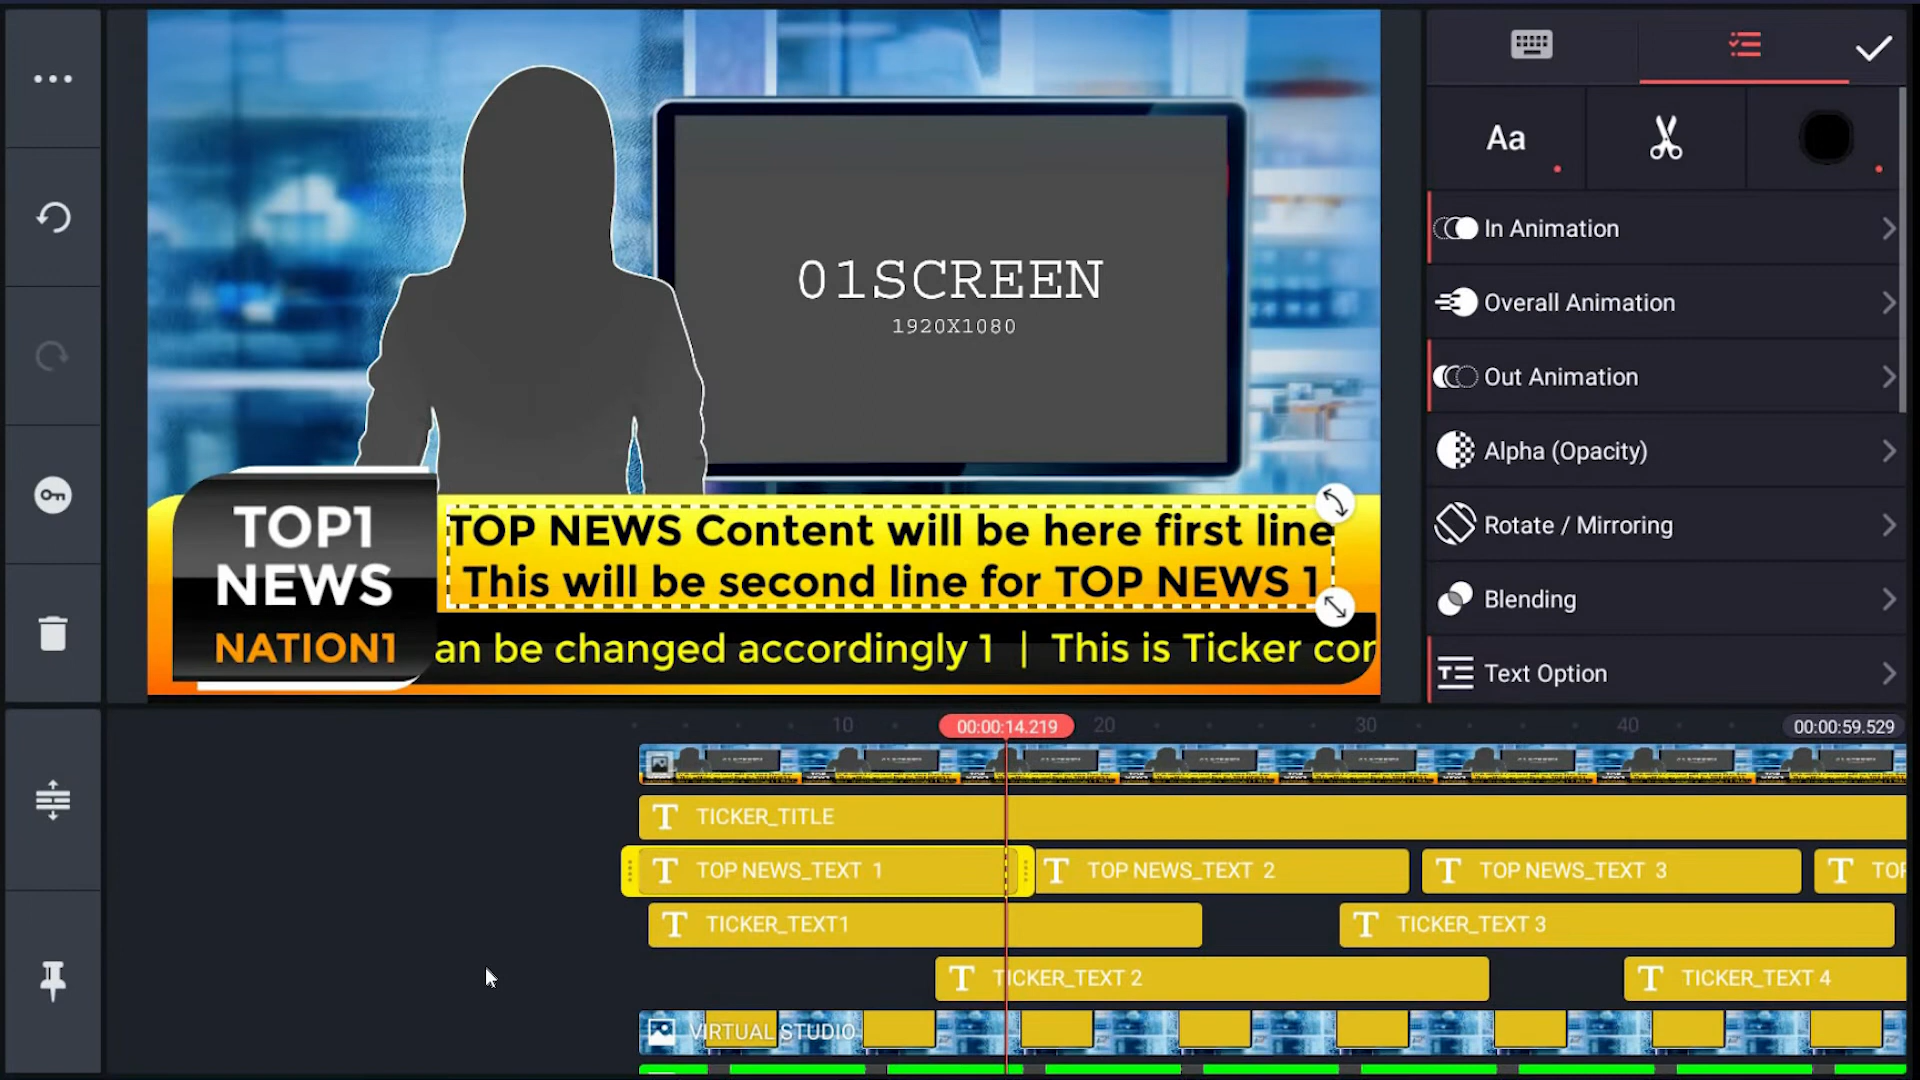 01SCREEN
1920X1080
TOP1
NEWS
NATION1
TOP NEWS Content will be here first line
This will be second line for TOP NEWS 1
an be changed accordingly 1 | This is Ticker cor
Aa
In Animation
Overall Animation
Out Animation
Alpha (Opacity)
Rotate / Mirroring
Blending
Text Option
10
00:00:14.219
20
30
40
00:00:59.529
TICKER_TITLE
TOP NEWS_TEXT 1
TOP NEWS_TEXT 2
TOP NEWS_TEXT 3
TOP
TICKER_TEXT1
TICKER_TEXT 3
TICKER_TEXT 2
TICKER_TEXT 4
VIRTUAL STUDIO